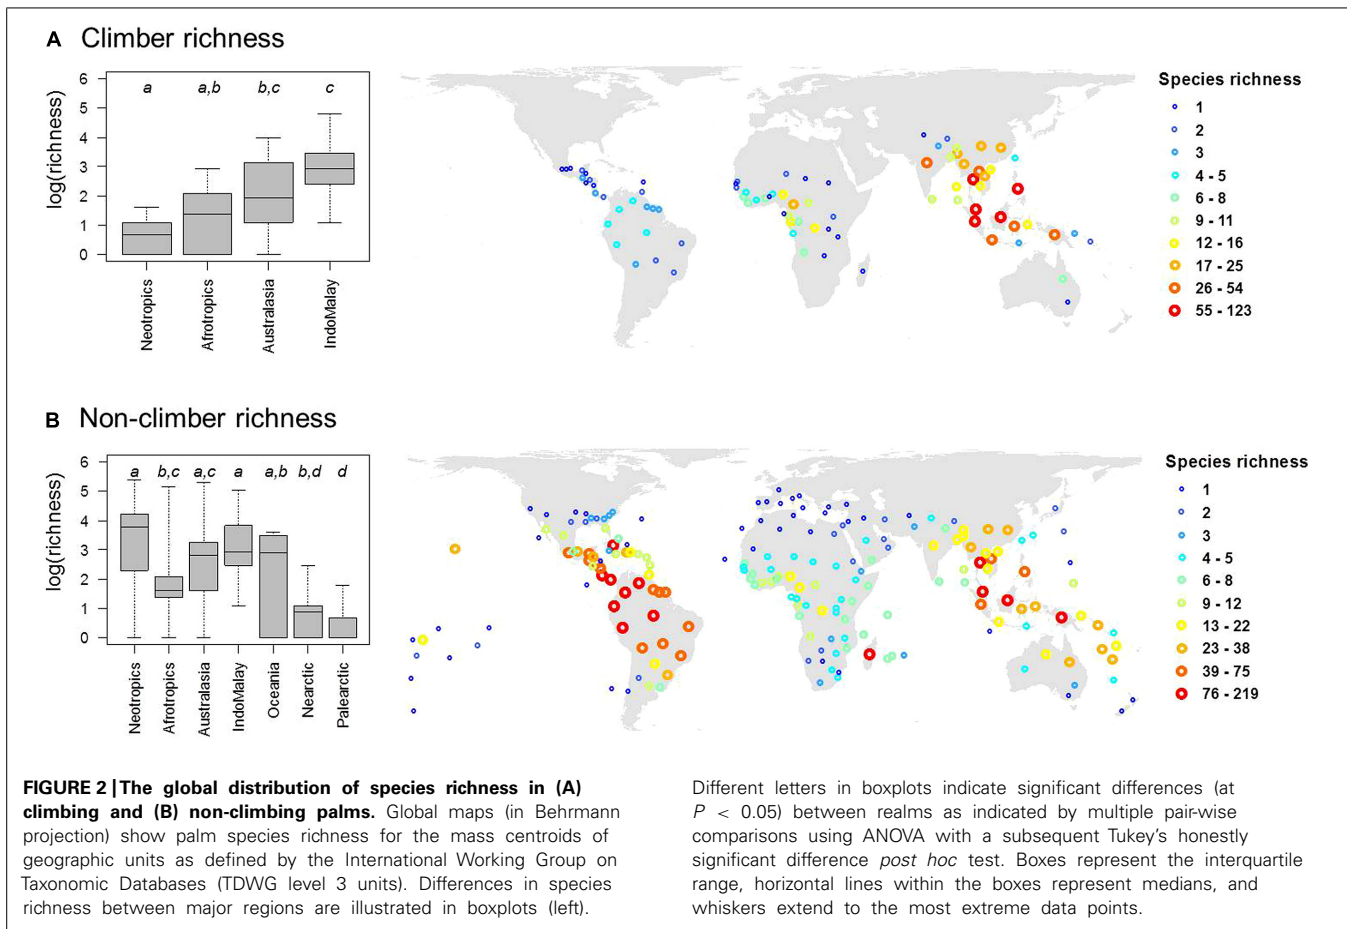 A Climber richness
log(richness)
6
5
4
3
2
1
0
a
a,b
b,c
c
Neotropics
Afrotropics
Australasia
IndoMalay
Species richness
1
2
3
4 - 5
6 - 8
9 - 11
12 - 16
17 - 25
26 - 54
55 - 123
B Non-climber richness
log(richness)
6
5
4
3
2
1
0
a
b,c
a,c
a
a,b
b,d
d
Neotropics
Afrotropics
Australasia
IndoMalay
Oceania
Nearctic
Palearctic
Species richness
1
2
3
4 - 5
6 - 8
9 - 12
13 - 22
23 - 38
39 - 75
76 - 219
FIGURE 2 | The global distribution of species richness in (A)
climbing and (B) non-climbing palms. Global maps (in Behrmann
projection) show palm species richness for the mass centroids of
geographic units as defined by the International Working Group on
Taxonomic Databases (TDWG level 3 units). Differences in species
richness between major regions are illustrated in boxplots (left).
Different letters in boxplots indicate significant differences (at
P < 0.05) between realms as indicated by multiple pair-wise
comparisons using ANOVA with a subsequent Tukey's honestly
significant difference post hoc test. Boxes represent the interquartile
range, horizontal lines within the boxes represent medians, and
whiskers extend to the most extreme data points.